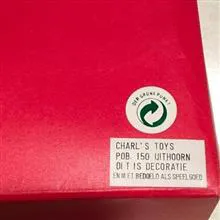 DER GRÜNE PUNKT
CHARL'S TOYS
POB. 150 UITHOORN
DIT IS DECORATIE
EN NIET BEDOELD ALS SPEELGOED